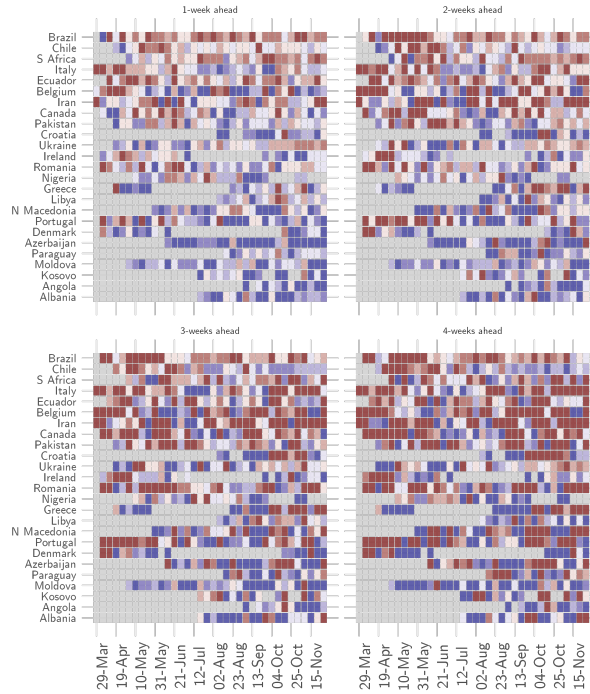 1-week ahead
2-weeks ahead
Brazil
Chile
S Africa
Italy
Ecuador
Belgium
Iran
Canada
Pakistan
Croatia
Ukraine
Ireland
Romania
Nigeria
Greece
Libya
N Macedonia
Portugal
Denmark
Azerbaijan
Paraguay
Moldova
Kosovo
Angola
Albania
3-weeks ahead
4-weeks ahead
Brazil
Chile
S Africa
Italy
Ecuador
Belgium
Iran
Canada
Pakistan
Croatia
Ukraine
Ireland
Romania
Nigeria
Greece
Libya
N Macedonia
Portugal
Denmark
Azerbaijan
Paraguay
Moldova
Kosovo
Angola
Albania
29-Mar
19-Apr
10-May
31-May
21-Jun
12-Jul
02-Aug
23-Aug
13-Sep
04-Oct
25-Oct
15-Nov
29-Mar
19-Apr
10-May
31-May
21-Jun
12-Jul
02-Aug
23-Aug
13-Sep
04-Oct
25-Oct
15-Nov